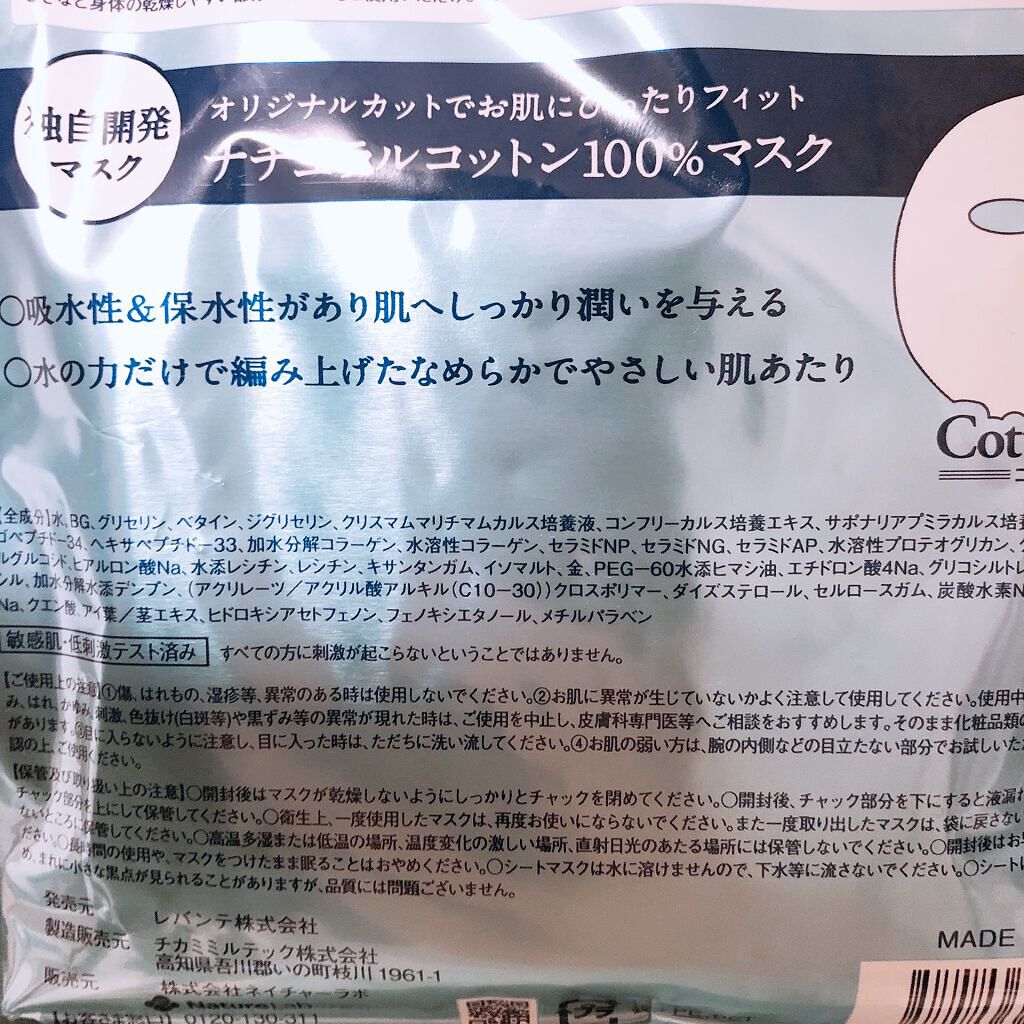 独自開発
マスク
オリジナルカットでお肌にぴったりフィット
ナチュラルコットン100%マスク
○吸水性&保水性があり肌へしっかり潤いを与える
○水の力だけで編み上げたなめらかでやさしい肌あたり
Cot
【全成分】水、BG、グリセリン、ベタイン、ジグリセリン、クリスマムマリチマムカルス培養液、コンフリーカルス培養エキス、サポナリアプミラカルス培
ゴペプチド-34、ヘキサペプチド-33、加水分解コラーゲン、水溶性コラーゲン、セラミドNP、セラミドNG、セラミドAP、水溶性プロテオグリカン、
ルグルコシド、ヒアルロン酸Na、水添レシチン、レシチン、キサンタンガム、イソマルト、金、PEG-60水添ヒマシ油、エチドロン酸4Na、グリコシルトレ
シル、加水分解水添デンプン、(アクリレーツ/アクリル酸アルキル(C10-30))クロスポリマー、ダイズステロール、セルロースガム、炭酸水素N
Na、クエン酸、アイ葉/茎エキス、ヒドロキシアセトフェノン、フェノキシエタノール、メチルパラベン
敏感肌・低刺激テスト済み すべての方に刺激が起こらないということではありません。
【ご使用上の注意】①傷、はれもの、湿疹等、異常のある時は使用しないでください。②お肌に異常が生じていないかよく注意して使用してください。使用中
み、はれ、かゆみ、刺激、色抜け(白斑等)や黒ずみ等の異常が現れた時は、ご使用を中止し、皮膚科専門医等へご相談をおすすめします。そのまま化粧品類の
があります。③目に入らないように注意し、目に入った時は、ただちに洗い流してください。④お肌の弱い方は、腕の内側などの目立たない部分でお試しいた
認の上、ご使用ください。
【保管及び取り扱い上の注意】○開封後はマスクが乾燥しないようにしっかりとチャックを閉めてください。○開封後、チャック部分を下にすると液漏れ
チャック部分を上にして保管してください。○衛生上、一度使用したマスクは、再度お使いにならないでください。また一度取り出したマスクは、袋に戻さない
ないところに保管してください。○高温多湿または低温の場所、温度変化の激しい場所、直射日光のあたる場所には保管しないでください。○開封後はお早
ださい。○長時間の使用や、マスクをつけたまま眠ることはおやめください。○シートマスクは水に溶けませんので、下水等に流さないでください。○シートに
め、まれに小さな黒点が見られることがありますが、品質には問題ございません。
発売元 レバンテ株式会社
製造販売元 チカミミルテック株式会社
高知県吾川郡いの町枝川 1961-1
MADE
販売元 株式会社ネイチャーラボ
NatureLab
【お客さま窓口】0120-130-311
プラ